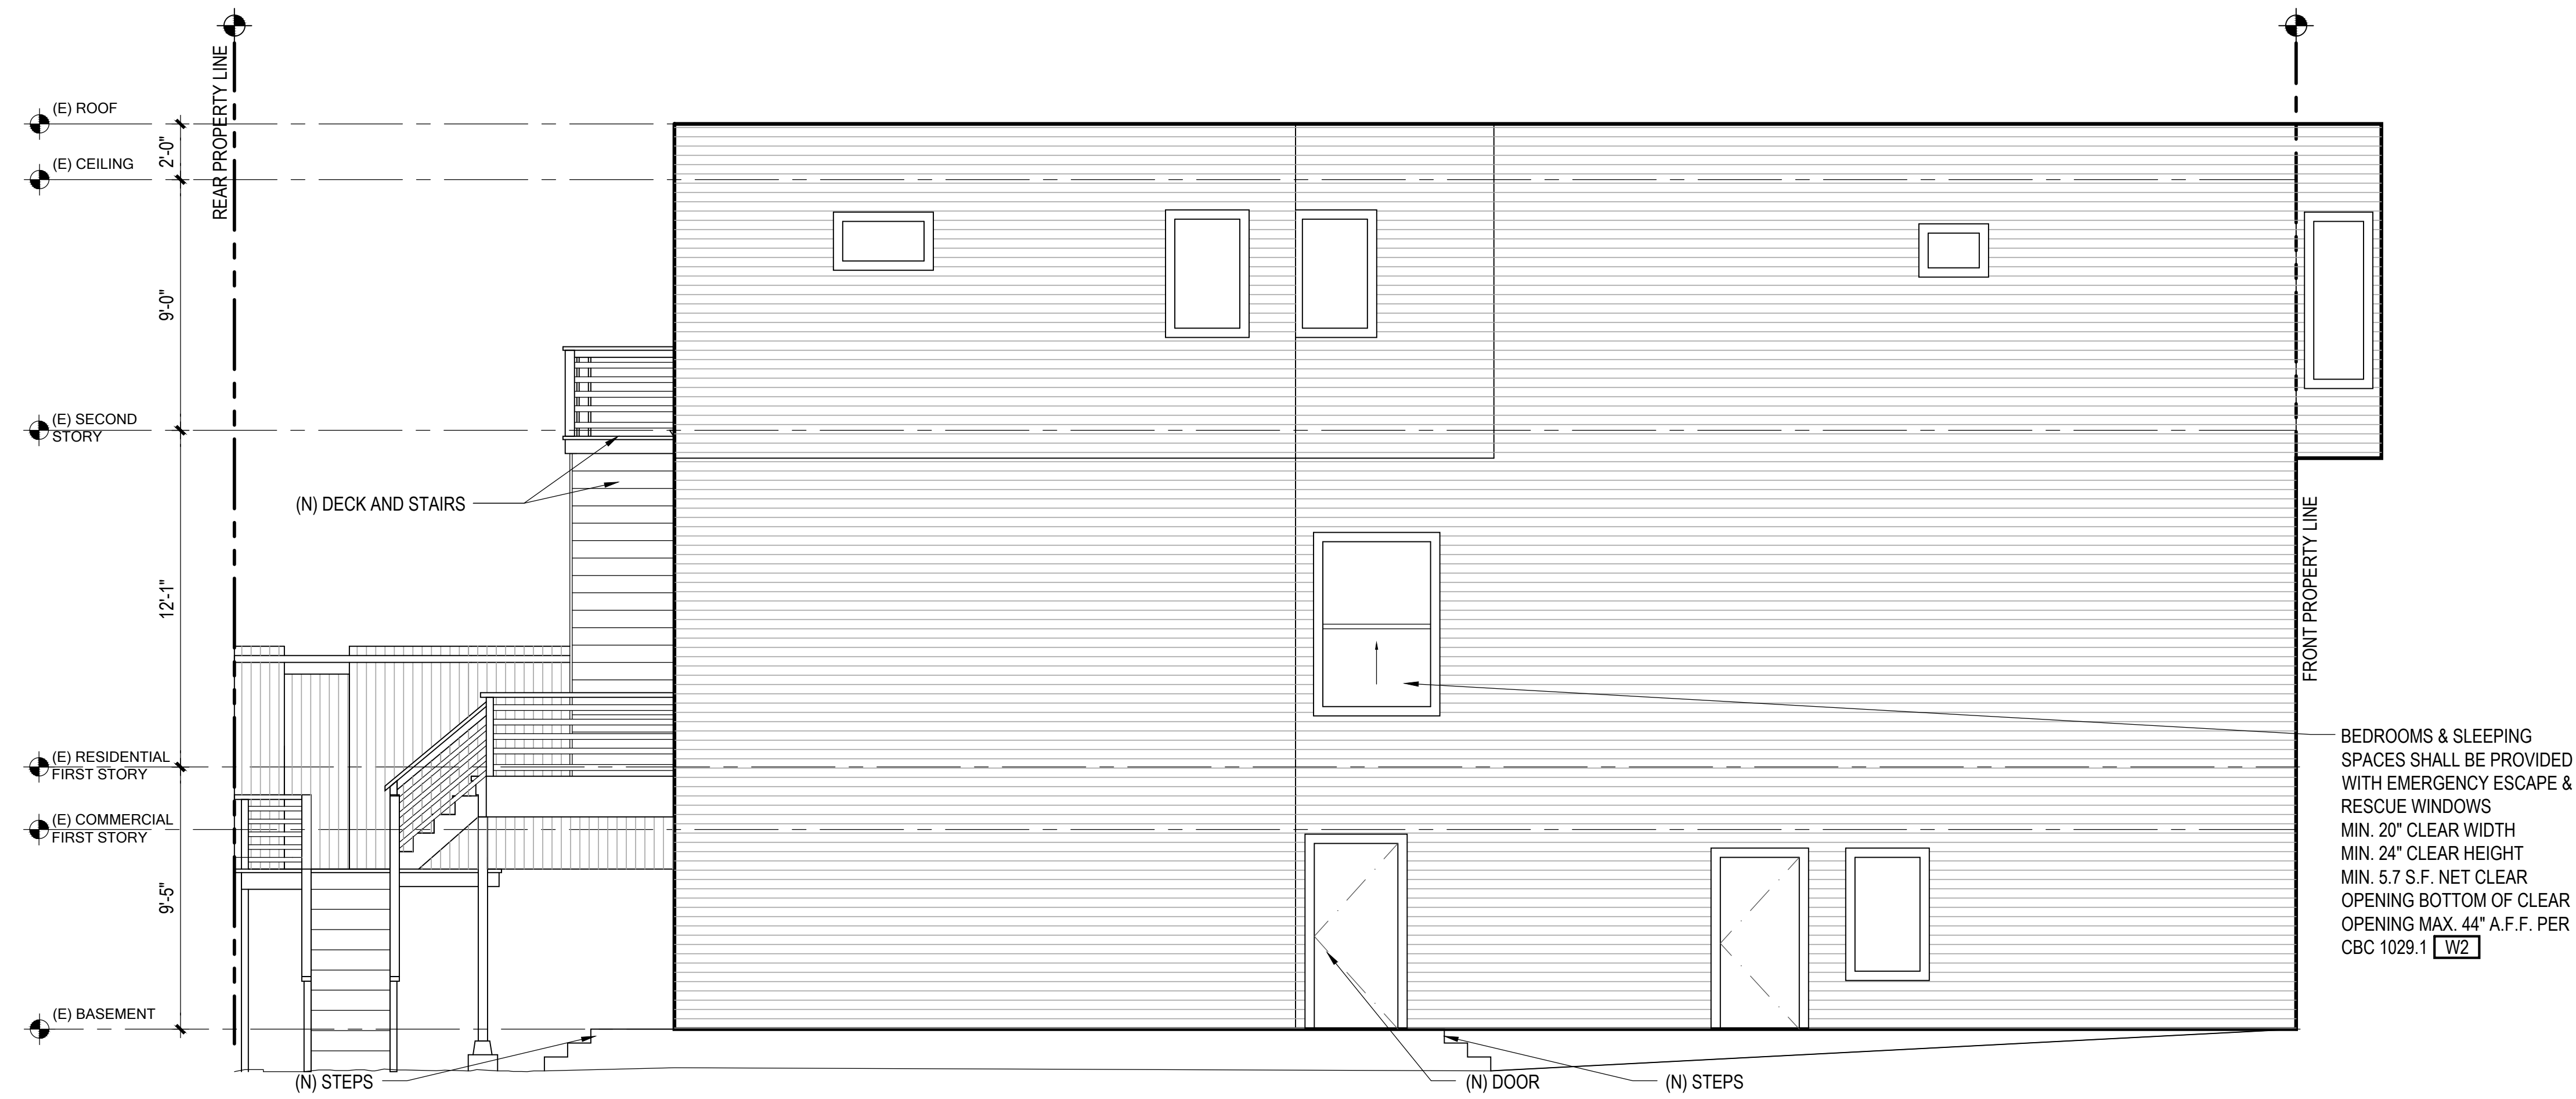 REAR PROPERTY LINE
(E) ROOF
2'-0"
(E) CEILING
9'-0"
(E) SECOND
STORY
(N) DECK AND STAIRS
FRONT PROPERTY LINE
12'-1"
(E) RESIDENTIAL
FIRST STORY
(E) COMMERCIAL
FIRST STORY
9'-5"
(E) BASEMENT
BEDROOMS & SLEEPING
SPACES SHALL BE PROVIDED
WITH EMERGENCY ESCAPE &
RESCUE WINDOWS
MIN. 20" CLEAR WIDTH
MIN. 24" CLEAR HEIGHT
MIN. 5.7 S.F. NET CLEAR
OPENING BOTTOM OF CLEAR
OPENING MAX. 44" A.F.F. PER
CBC 1029.1 W2
(N) STEPS
(N) DOOR
(N) STEPS